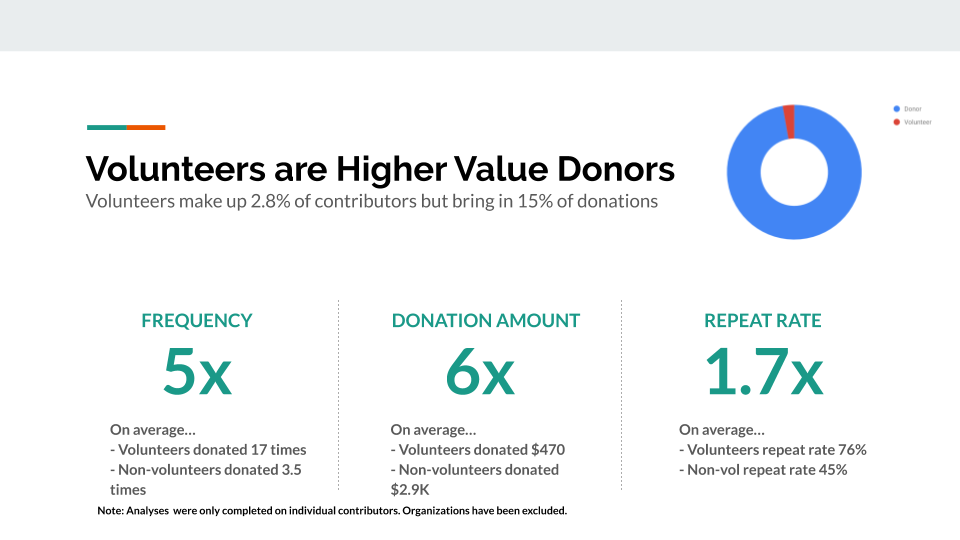 Donor
Volunteer
Volunteers are Higher Value Donors
Volunteers make up 2.8% of contributors but bring in 15% of donations
FREQUENCY
5x
On average...
- Volunteers donated 17 times
- Non-volunteers donated 3.5
times
DONATION AMOUNT
6x
On average...
- Volunteers donated $470
- Non-volunteers donated
$2.9K
REPEAT RATE
1.7x
On average...
- Volunteers repeat rate 76%
- Non-vol repeat rate 45%
Note: Analyses were only completed on individual contributors. Organizations have been excluded.